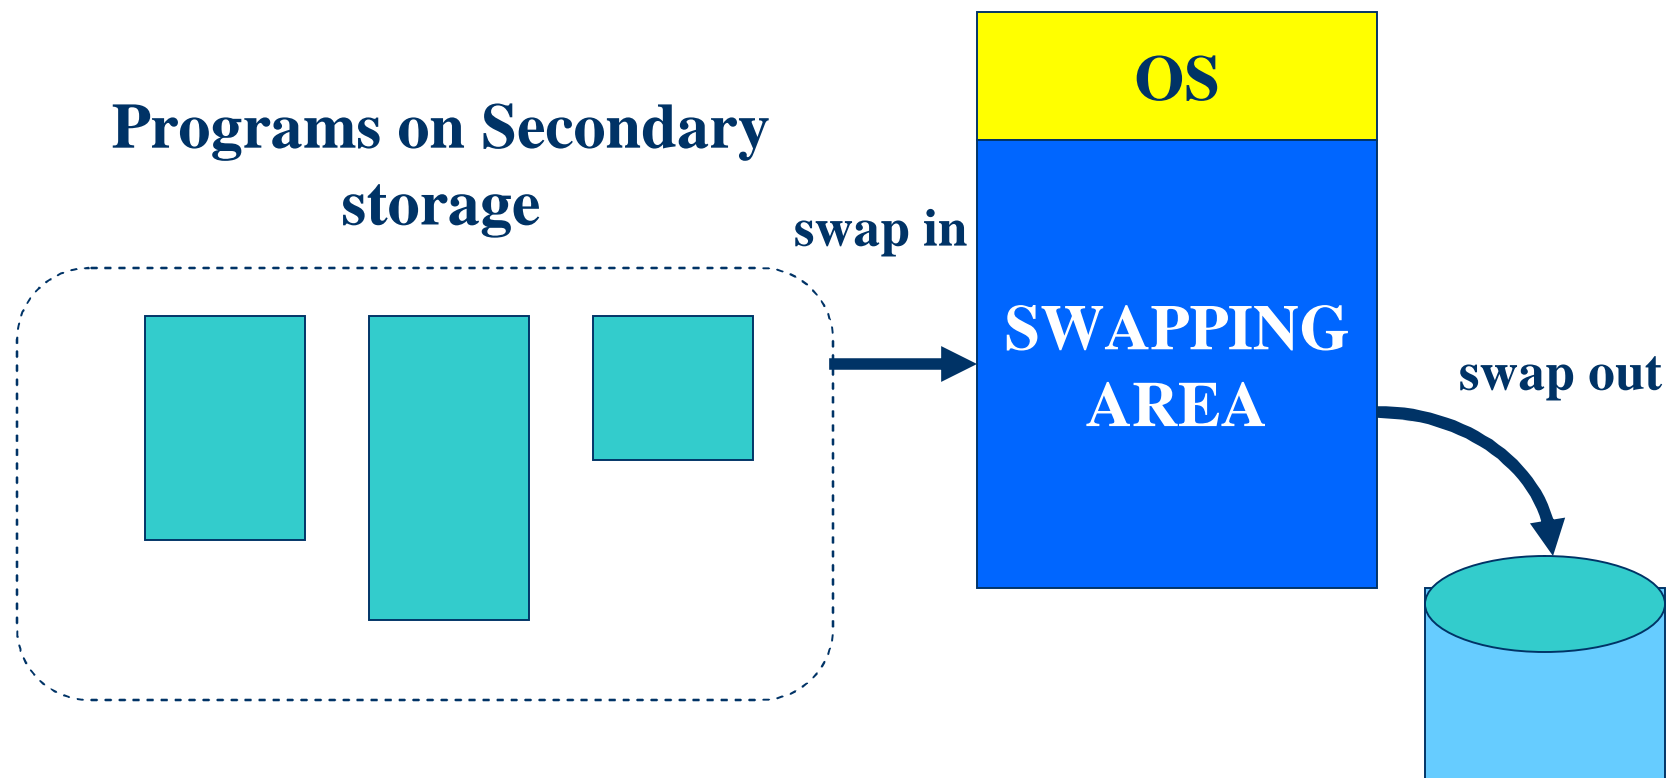 Programs on Secondary
storage
swap in
OS
SWAPPING
AREA
swap out